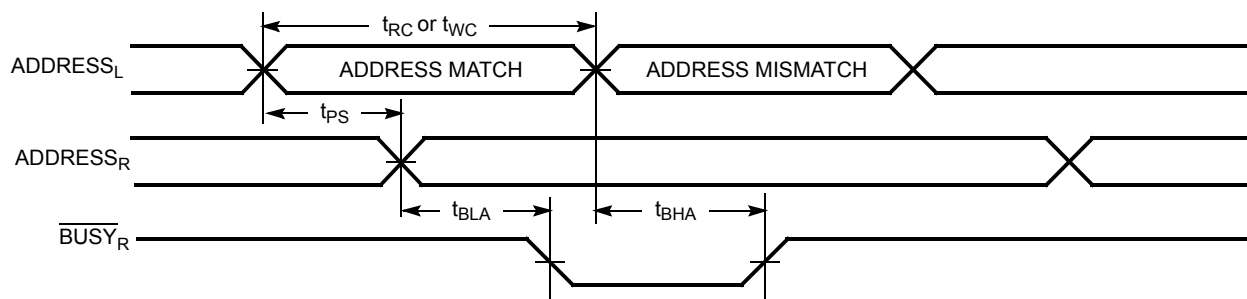 tRC or tWC
ADDRESSL
ADDRESS MATCH
ADDRESS MISMATCH
tPS
ADDRESSR
tBLA
tBHA
BUSYR